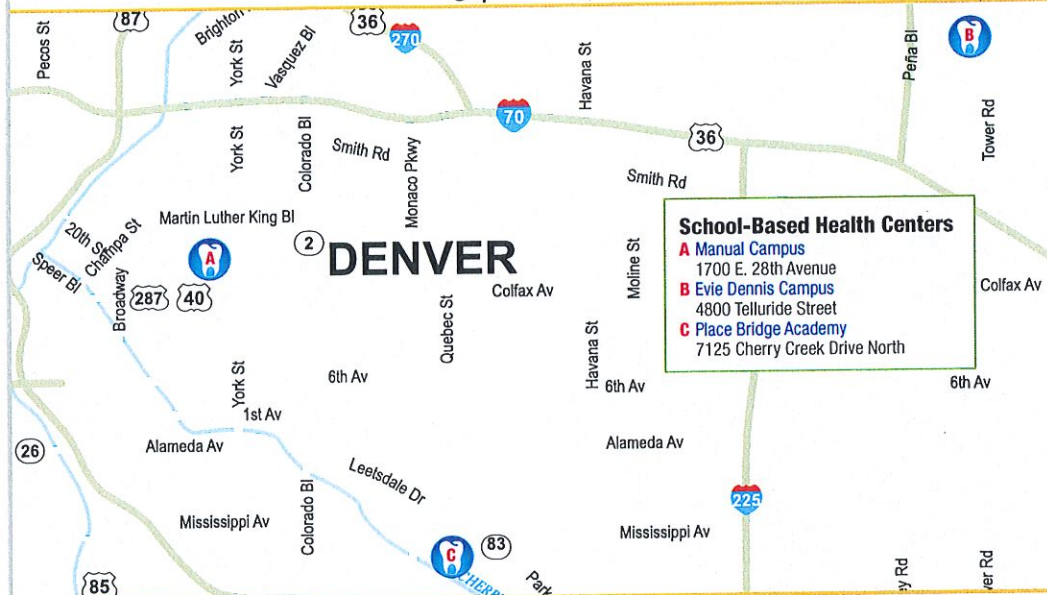 87
36
270
Brighton
Pecos St
York St
Vasquez Bl
Havana St
Peña Bl
B
70
36
Tower Rd
York St
Colorado Bl
Smith Rd
Monaco Pkwy
Smith Rd
Martin Luther King Bl
20th St
Champa St
Speer Bl
A
2
DENVER
Broadway
287
40
Colfax Av
Moline St
Quebec St
Havana St
School-Based Health Centers
A Manual Campus
1700 E. 28th Avenue
B Evie Dennis Campus
4800 Telluride Street
C Place Bridge Academy
7125 Cherry Creek Drive North
Colfax Av
York St
6th Av
6th Av
6th Av
1st Av
26
Alameda Av
Alameda Av
Leetsdale Dr
Colorado Bl
225
Mississippi Av
Mississippi Av
C
83
85